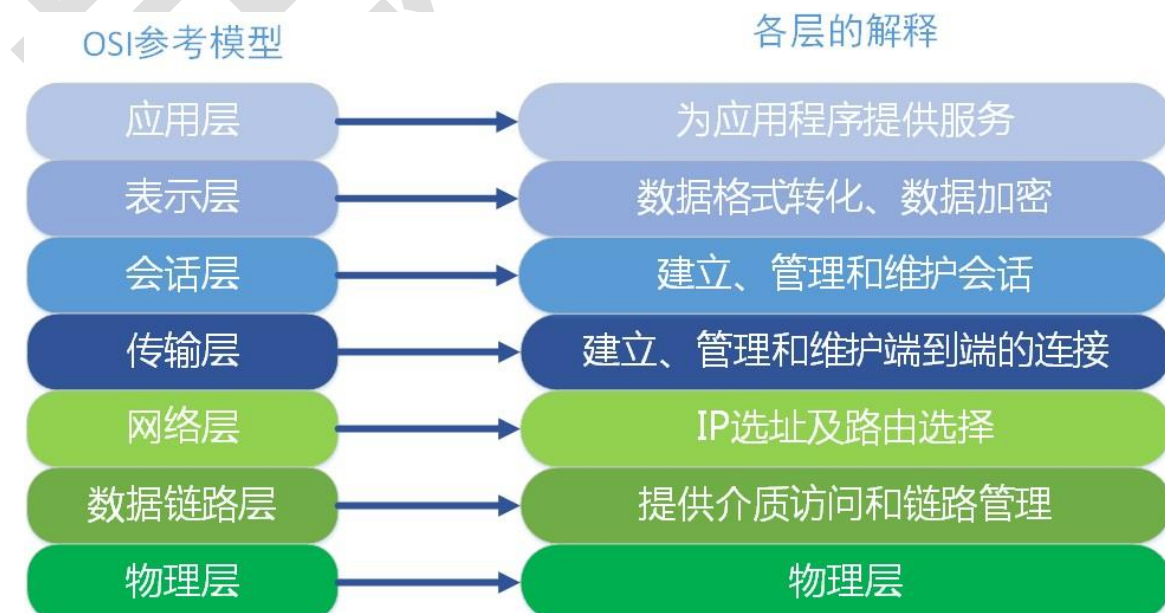 OSI参考模型
各层的解释
应用层
为应用程序提供服务
表示层
数据格式转化、数据加密
会话层
建立、管理和维护会话
传输层
建立、管理和维护端到端的连接
网络层
IP选址及路由选择
数据链路层
提供介质访问和链路管理
物理层
物理层